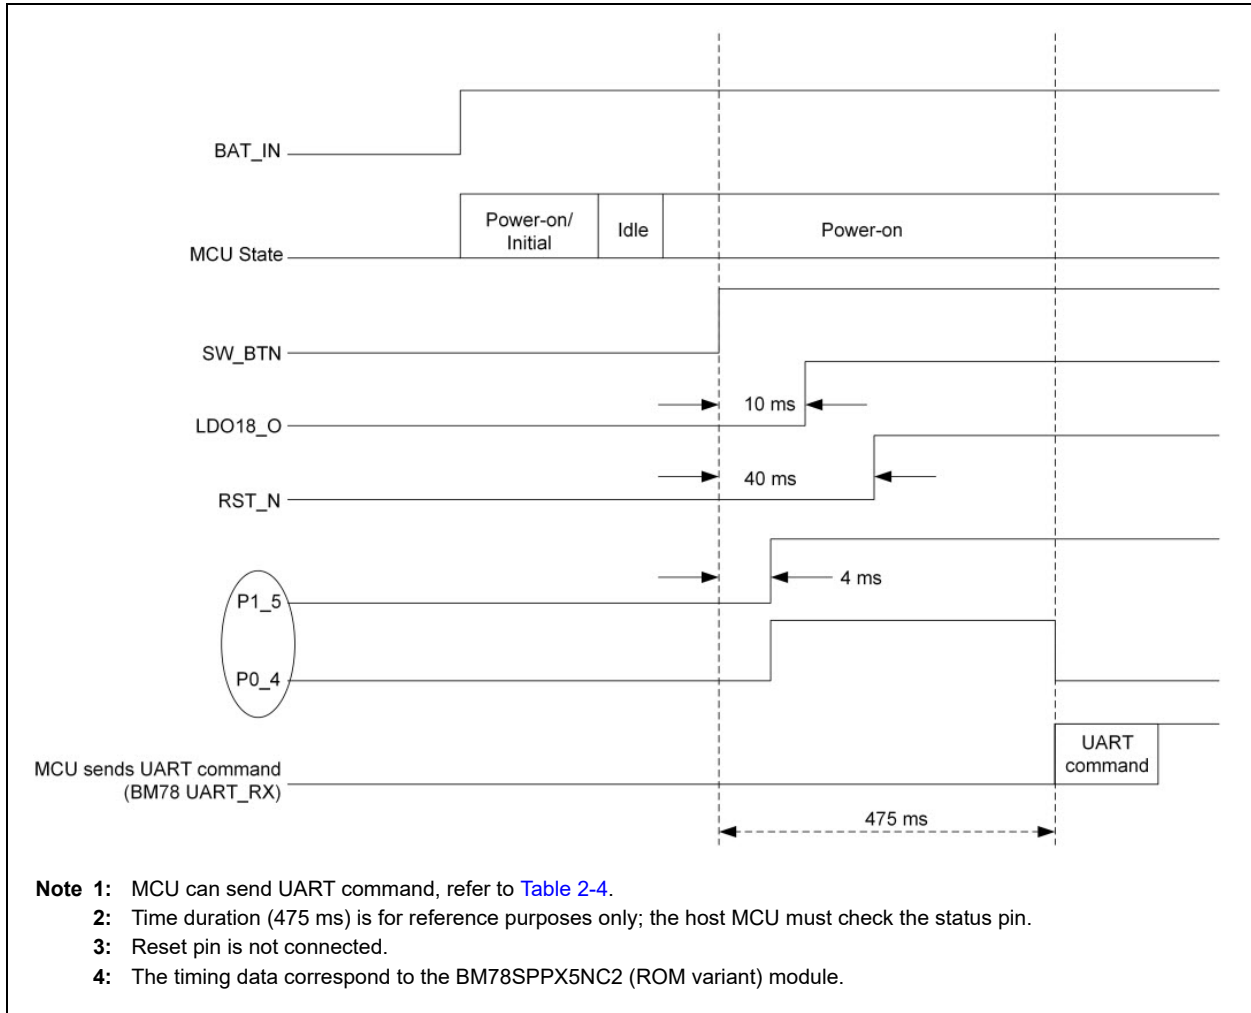 BAT_IN
Power-on/
Initial
Idle
Power-on
MCU State
SW_BTN
10 ms
LDO18_O
40 ms
RST_N
4 ms
P1_5
P0_4
UART
command
MCU sends UART command
(BM78 UART_RX)
475 ms
Note 1: MCU can send UART command, refer to Table 2-4.
2: Time duration (475 ms) is for reference purposes only; the host MCU must check the status pin.
3: Reset pin is not connected.
4: The timing data correspond to the BM78SPPX5NC2 (ROM variant) module.